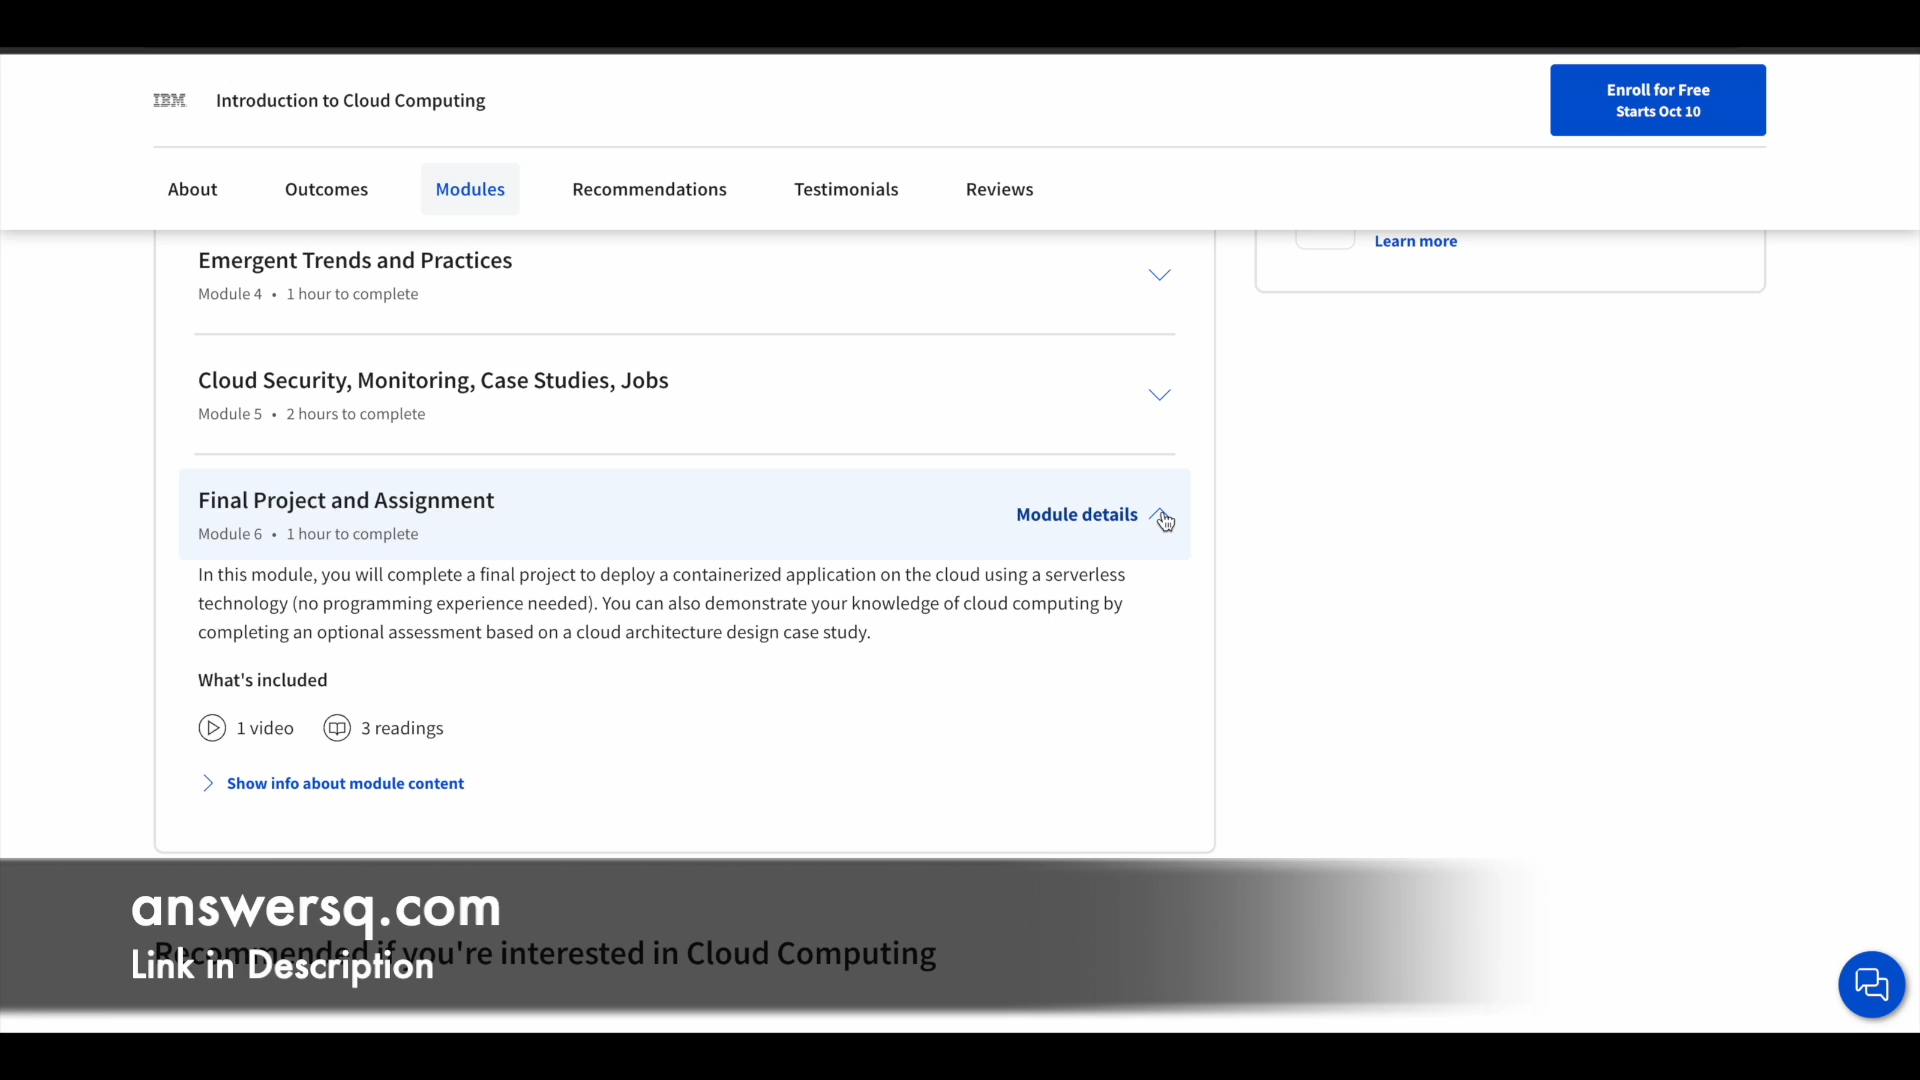 IBM
Introduction to Cloud Computing
Enroll for Free
Starts Oct 10
About
Outcomes
Modules
Recommendations
Testimonials
Reviews
Learn more
Emergent Trends and Practices
Module 4 • 1 hour to complete
Cloud Security, Monitoring, Case Studies, Jobs
Module 5 • 2 hours to complete
Final Project and Assignment
Module details
Module 6 • 1 hour to complete
In this module, you will complete a final project to deploy a containerized application on the cloud using a serverless
technology (no programming experience needed). You can also demonstrate your knowledge of cloud computing by
completing an optional assessment based on a cloud architecture design case study.
What's included
1 video
3 readings
Show info about module content
answersq.com
Recommended if you're interested in Cloud Computing
Link in Description